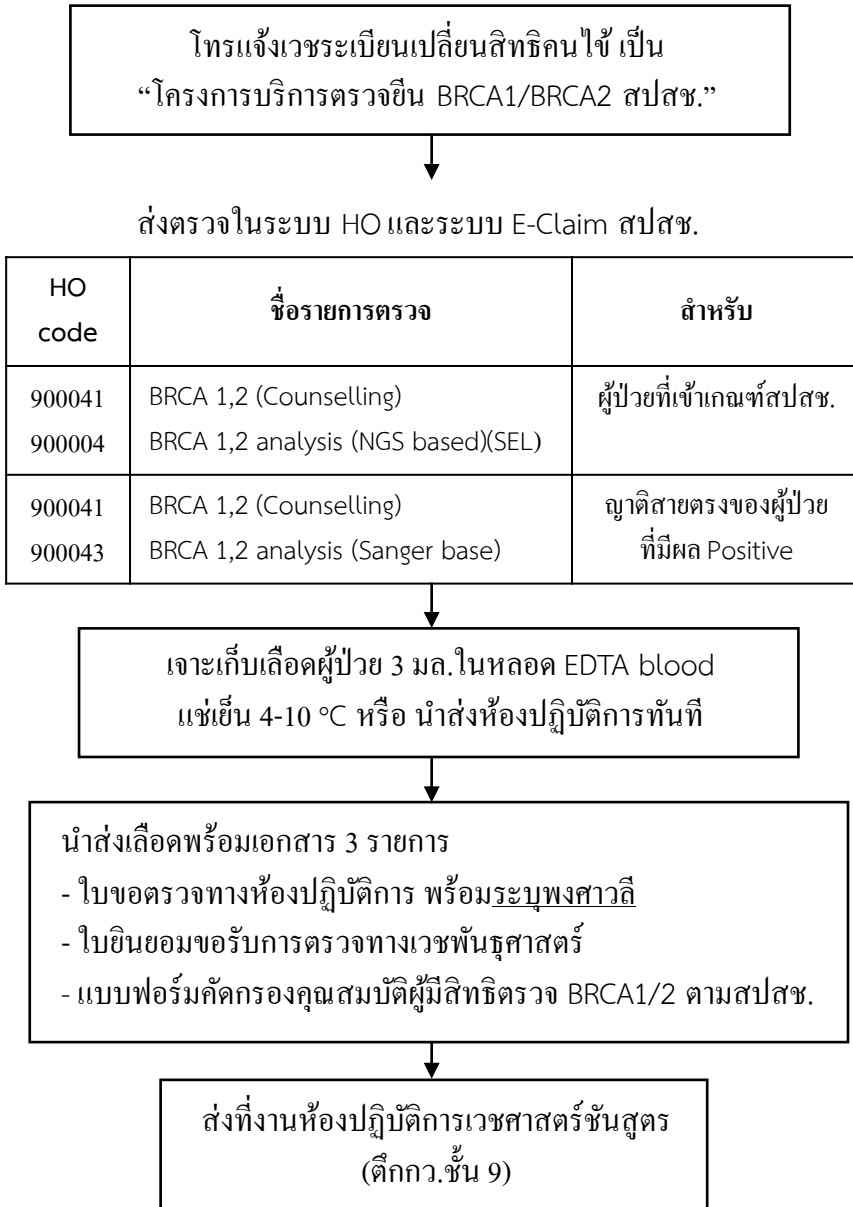 โทรแจ้งเวชระเบียนเปลี่ยนสิทธิคนไข้ เป็น
“โครงการบริการตรวจยีน BRCA1/BRCA2 สปสช.”
ส่งตรวจในระบบ HO และระบบ E-Claim สปสช.
HO code
ชื่อรายการตรวจ
สำหรับ
900041 BRCA 1,2 (Counselling) ผู้ป่วยที่เข้าเกณฑ์สปสช.
900004 BRCA 1,2 analysis (NGS based)(SEL)
900041 BRCA 1,2 (Counselling) ญาติสายตรงของผู้ป่วย
900043 BRCA 1,2 analysis (Sanger base) ที่มีผล Positive
เจาะเก็บเลือดผู้ป่วย 3 มล.ในหลอด EDTA blood
แช่เย็น 4-10 °C หรือ นำส่งห้องปฏิบัติการทันที
นำส่งเลือดพร้อมเอกสาร 3 รายการ
- ใบขอตรวจทางห้องปฏิบัติการ พร้อมระบุพงศาวลี
- ใบยินยอมขอรับการตรวจทางเวชพันธุศาสตร์
- แบบฟอร์มคัดกรองคุณสมบัติผู้มีสิทธิตรวจ BRCA1/2 ตามสปสช.
ส่งที่งานห้องปฏิบัติการเวชศาสตร์ชันสูตร
(ตึกกว.ชั้น 9)